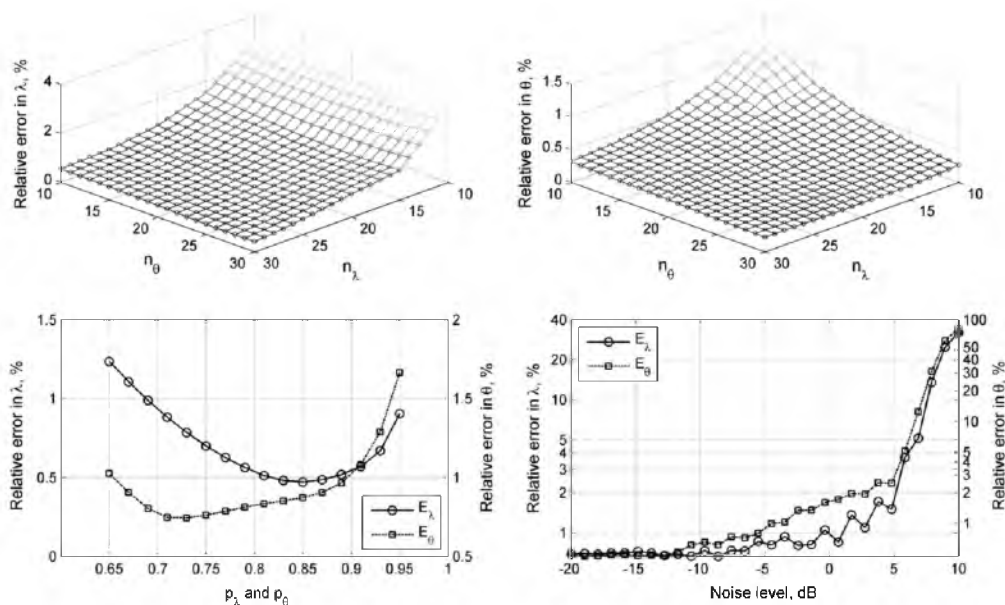 Relative error in λ, %
4
2
0
10
15
20
25
30
n_θ
10
15
20
25
30
n_λ
Relative error in θ, %
1.5
1
0.5
0
10
15
20
25
30
n_θ
10
15
20
25
30
n_λ
Relative error in λ, %
1.5
1
0.5
0
0.65 0.7 0.75 0.8 0.85 0.9 0.95 1
p_λ and p_θ
2
1.5
1
0.5
Relative error in θ, %
E_λ
E_θ
Relative error in λ, %
40
20
10
5
4
3
2
1
-20 -15 -10 -5 0 5 10
Noise level, dB
100
50
30
20
10
5
4
3
2
1
Relative error in θ, %
E_λ
E_θ